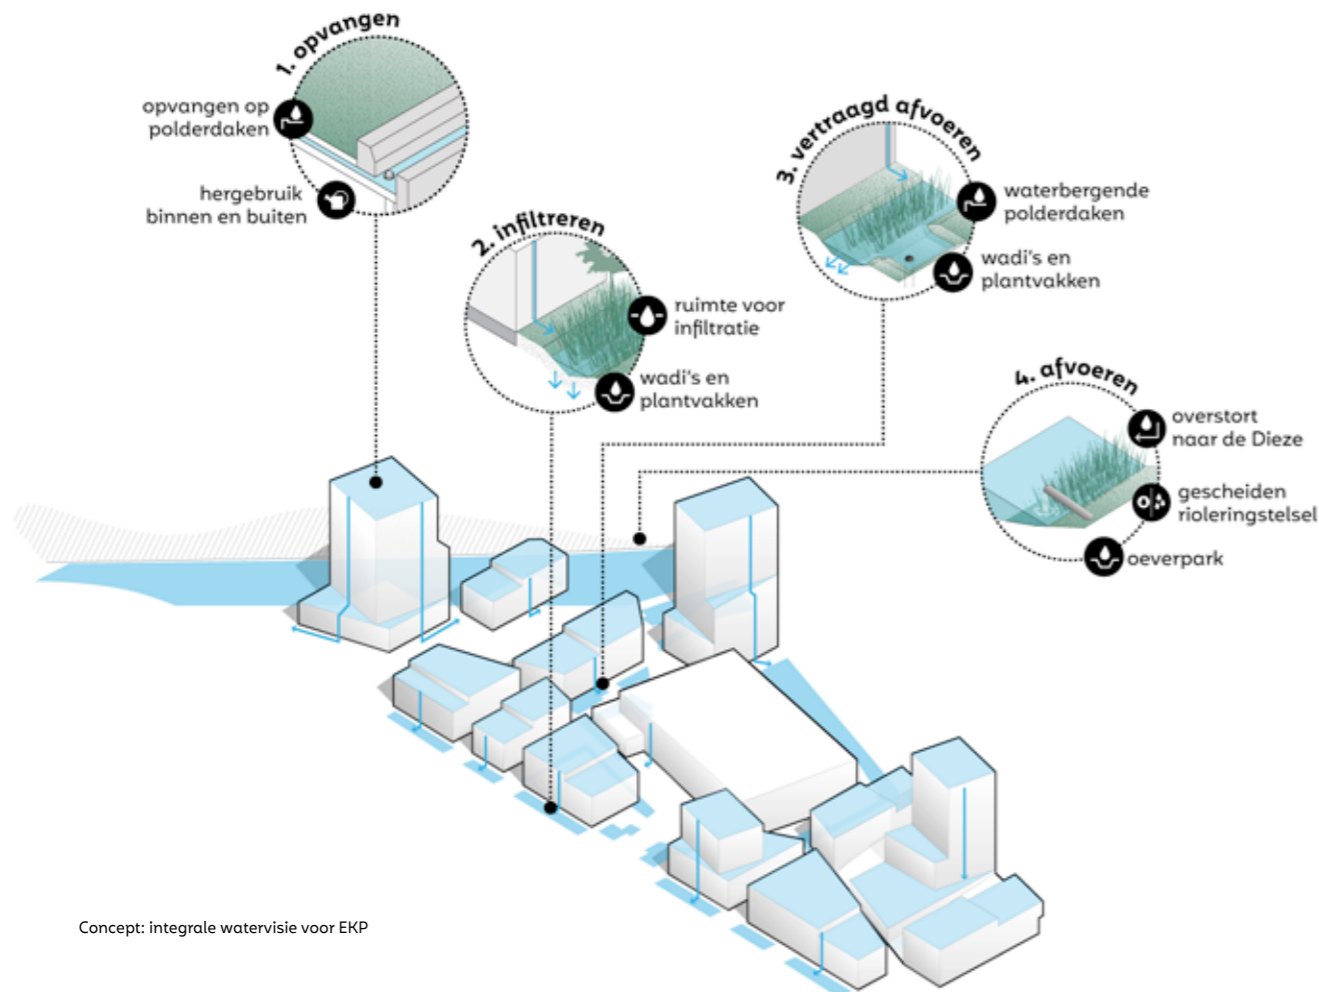 1. opvangen
opvangen op
polderdaken
hergebruik
binnen en buiten
2. infiltreren
ruimte voor
infiltratie
wadi's en
plantvakken
3. vertraagd afvoeren
waterbergende
polderdaken
wadi's en
plantvakken
4. afvoeren
overstort
naar de Dieze
gescheiden
rioleringstelsel
oeverpark
Concept: integrale watervisie voor EKP